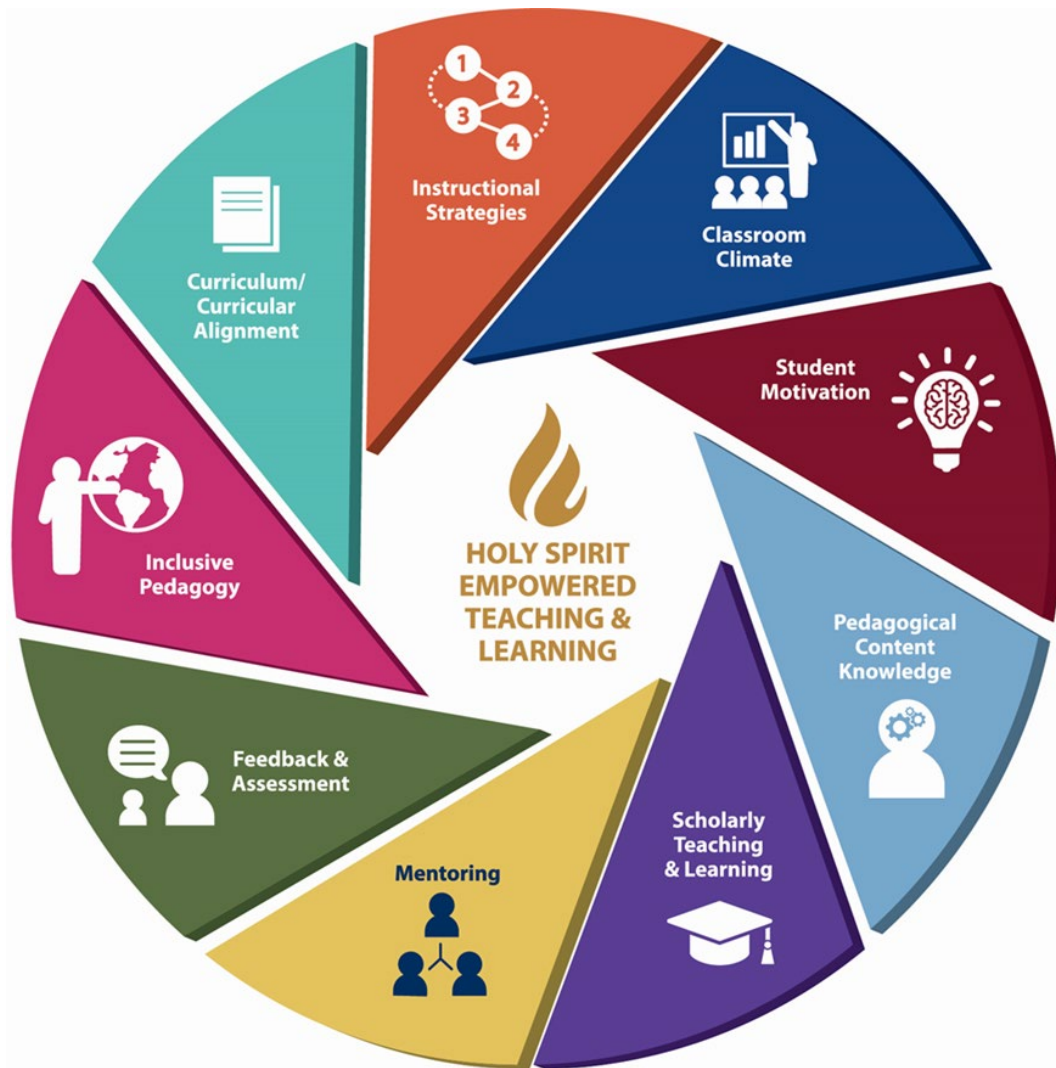 1
2
3
4
Instructional
Strategies
Classroom
Climate
Student
Motivation
Pedagogical
Content
Knowledge
Scholarly
Teaching
& Learning
Mentoring
Feedback &
Assessment
Inclusive
Pedagogy
Curriculum/
Curricular
Alignment
HOLY SPIRIT
EMPOWERED
TEACHING &
LEARNING